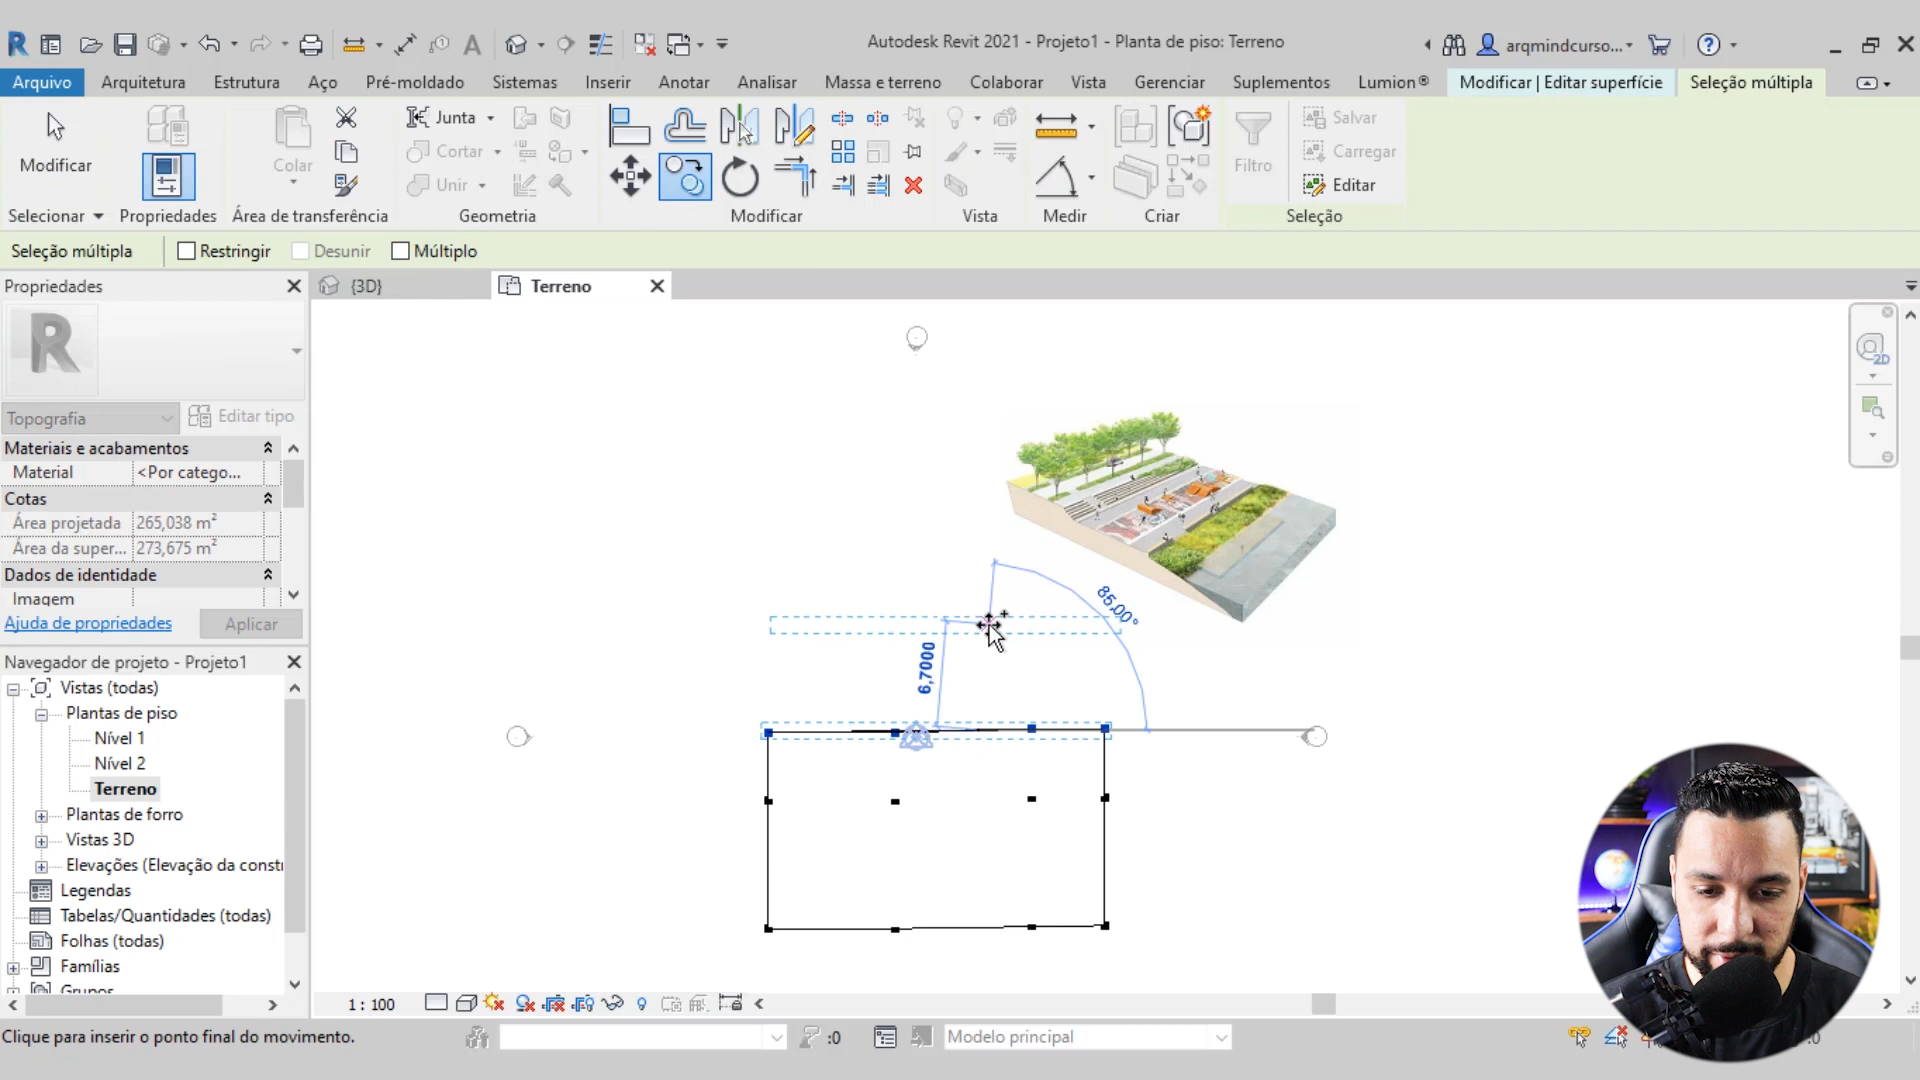 Autodesk Revit 2021 - Projeto1 - Planta de piso: Terreno
arqmindcurso...
Arquivo Arquitetura Estrutura Aço Pré-moldado Sistemas Inserir Anotar Analisar Massa e terreno Colaborar Vista Gerenciar Suplementos Lumion® Modificar | Editar superfície Seleção múltipla
Modificar
Colar
Junta
Cortar
Unir
Filtro
Salvar
Carregar
Editar
Selecionar Propriedades Área de transferência Geometria Modificar Vista Medir Criar Seleção
Seleção múltipla Restringir Desunir Múltiplo
Propriedades
{3D} Terreno
R
Topografia Editar tipo
Materiais e acabamentos
Material <Por catego...
Cotas
Área projetada 265,038 m²
Área da super... 273,675 m²
Dados de identidade
Imagem
Ajuda de propriedades Aplicar
Navegador de projeto - Projeto1
Vistas (todas)
Plantas de piso
Nível 1
Nível 2
Terreno
Plantas de forro
Vistas 3D
Elevações (Elevação da constr
Legendas
Tabelas/Quantidades (todas)
Folhas (todas)
Famílias
Grupos
2D
85,00°
6,7000
1 : 100
Clique para inserir o ponto final do movimento.
:0
Modelo principal
:0